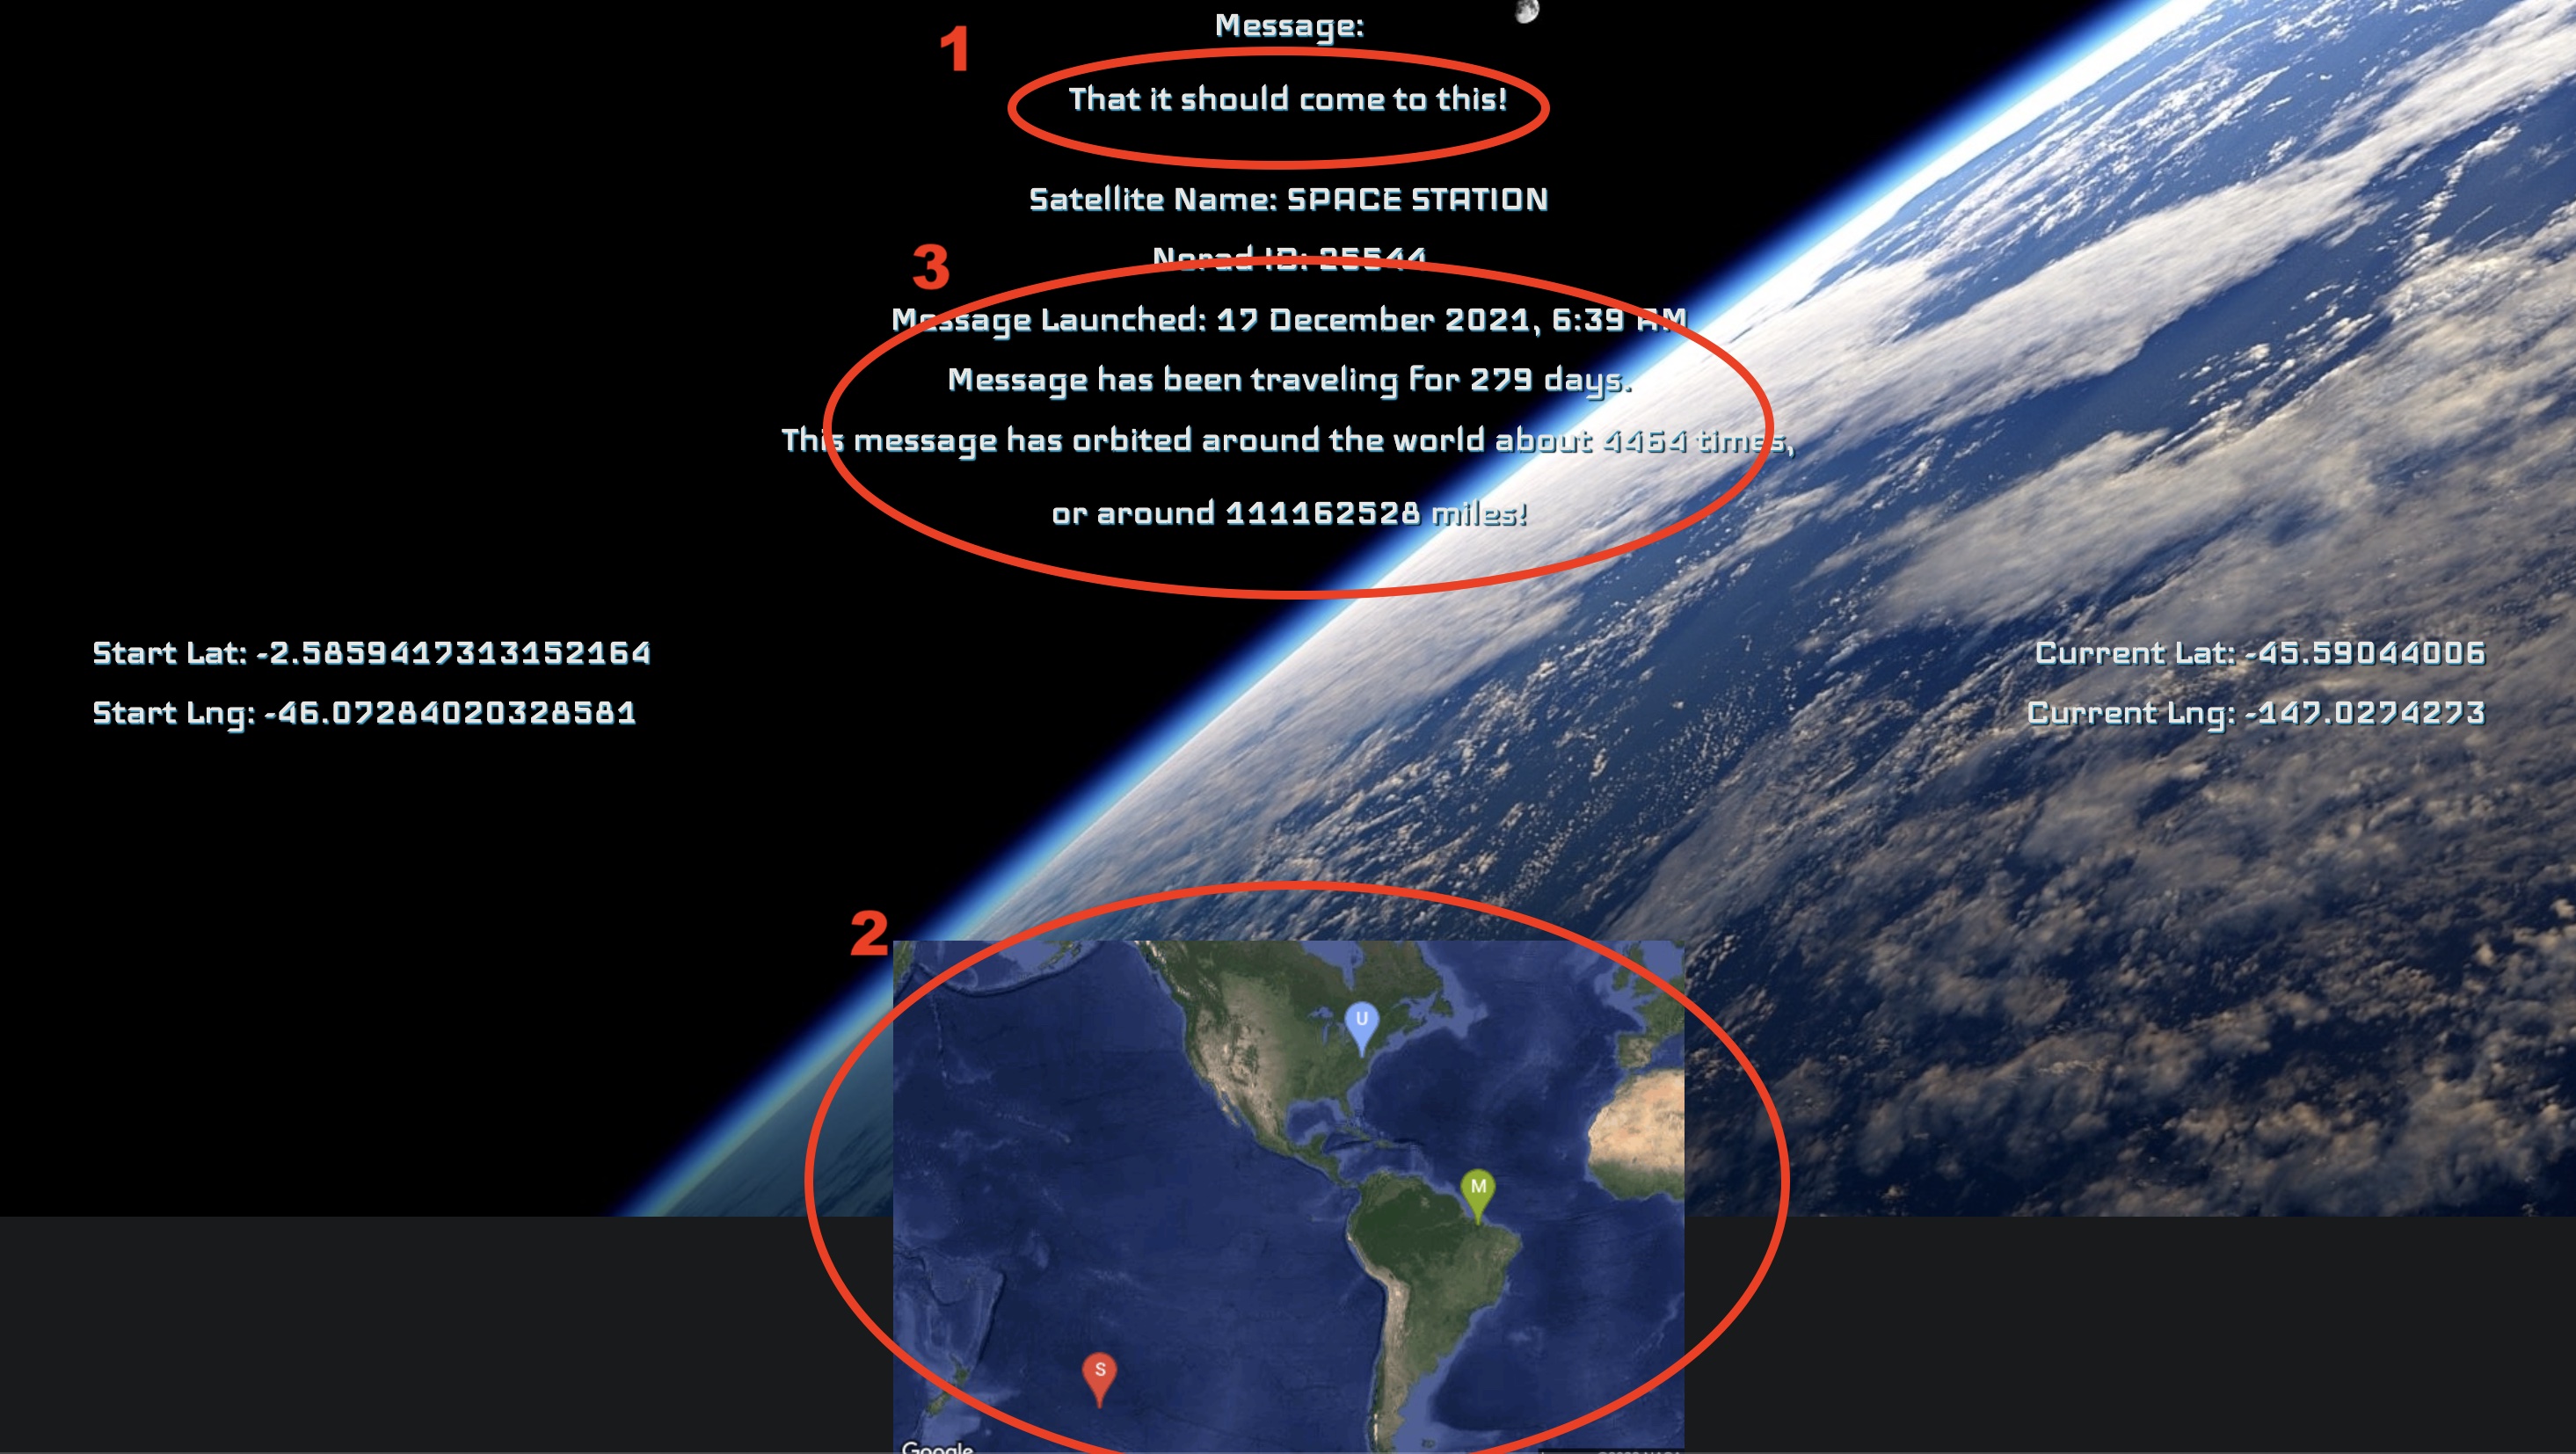 1
Message:
That it should come to this!
Satellite Name: SPACE STATION
3
Norad ID: 25544
Message Launched: 17 December 2021, 6:39 AM
Message has been traveling for 279 days.
This message has orbited around the world about 4464 times,
or around 111162528 miles!
Start Lat: -2.5859417313152164
Start Lng: -46.07284020328581
Current Lat: -45.59044006
Current Lng: -147.0274273
2
U
M
S
Google